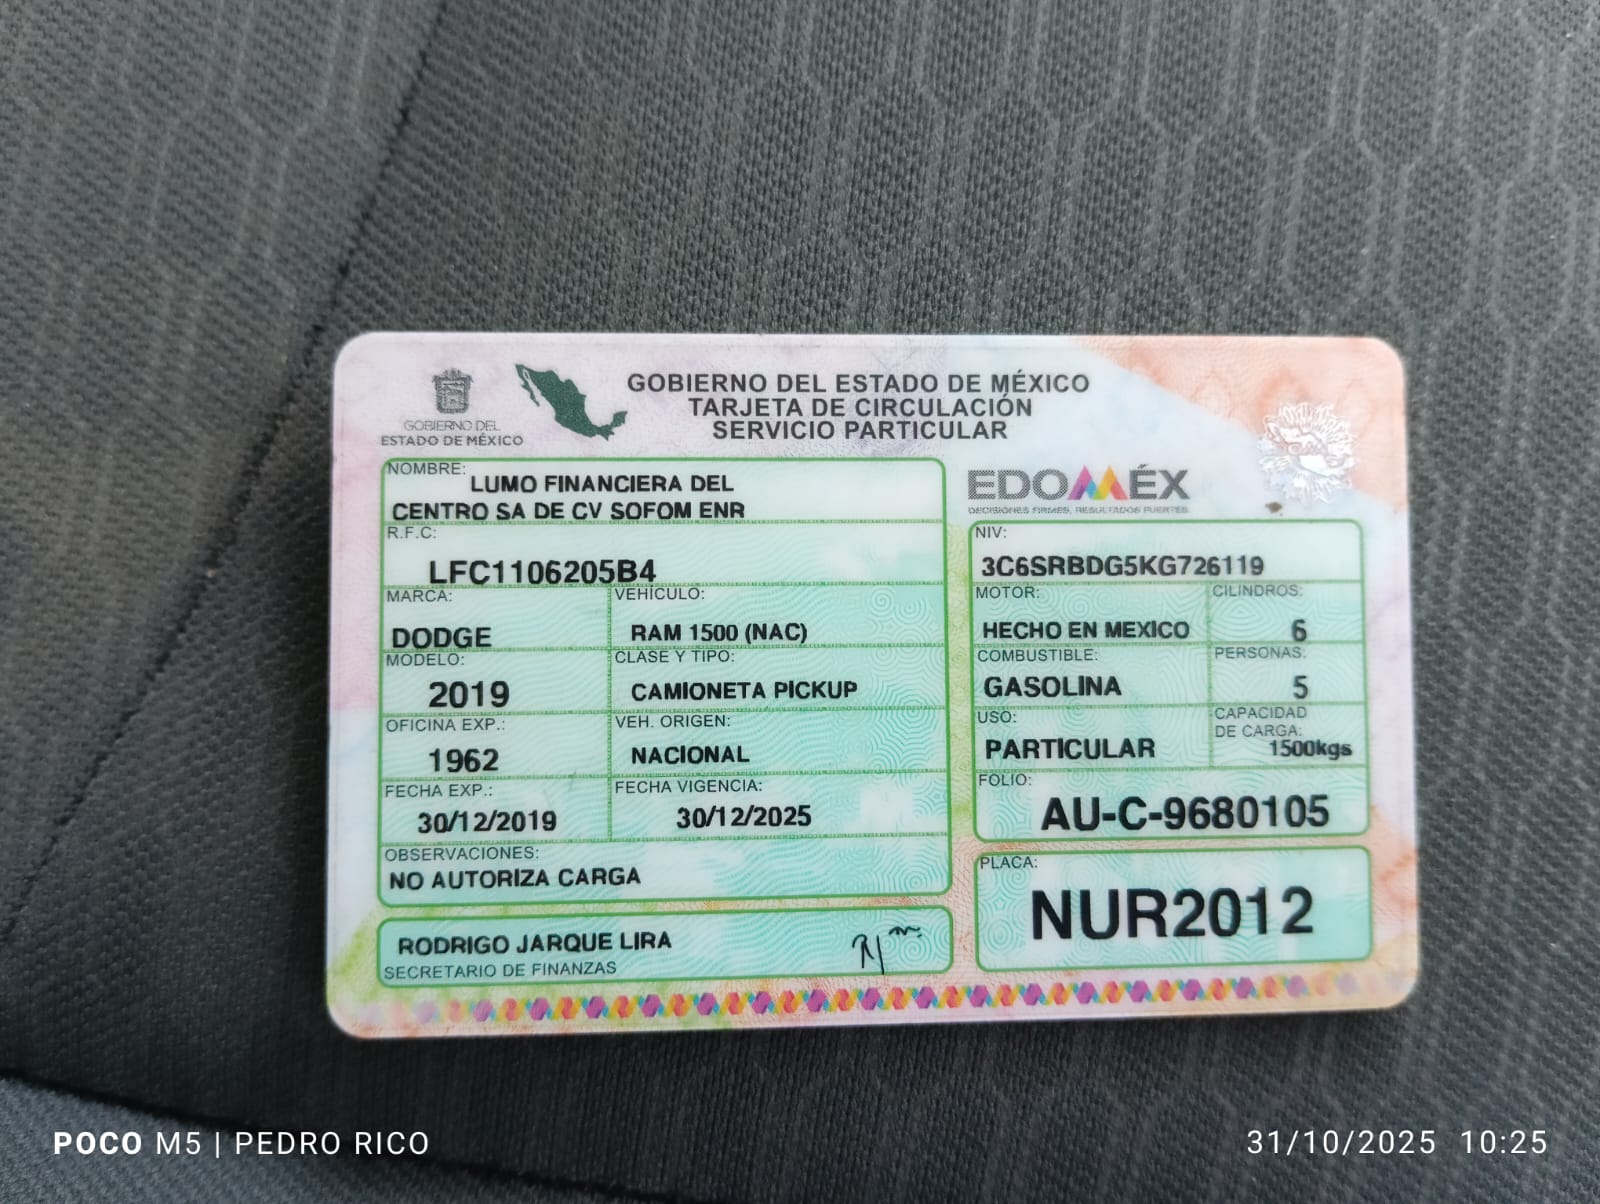 GOBIERNO DEL
ESTADO DE MÉXICO
GOBIERNO DEL ESTADO DE MÉXICO
TARJETA DE CIRCULACIÓN
SERVICIO PARTICULAR
NOMBRE:
LUMO FINANCIERA DEL
CENTRO SA DE CV SOFOM ENR
R.F.C:
LFC1106205B4
MARCA:
DODGE
VEHÍCULO:
RAM 1500 (NAC)
MODELO:
2019
CLASE Y TIPO:
CAMIONETA PICKUP
OFICINA EXP.:
1962
VEH. ORIGEN:
NACIONAL
FECHA EXP.:
30/12/2019
FECHA VIGENCIA:
30/12/2025
OBSERVACIONES:
NO AUTORIZA CARGA
RODRIGO JARQUE LIRA
SECRETARIO DE FINANZAS
EDOMÉX
DECISIONES FIRMES, RESULTADOS FUERTES.
NIV:
3C6SRBDG5KG726119
MOTOR:
HECHO EN MEXICO
CILINDROS:
6
COMBUSTIBLE:
GASOLINA
PERSONAS:
5
USO:
PARTICULAR
CAPACIDAD
DE CARGA:
1500kgs
FOLIO:
AU-C-9680105
PLACA:
NUR2012
POCO M5 | PEDRO RICO
31/10/2025 10:25